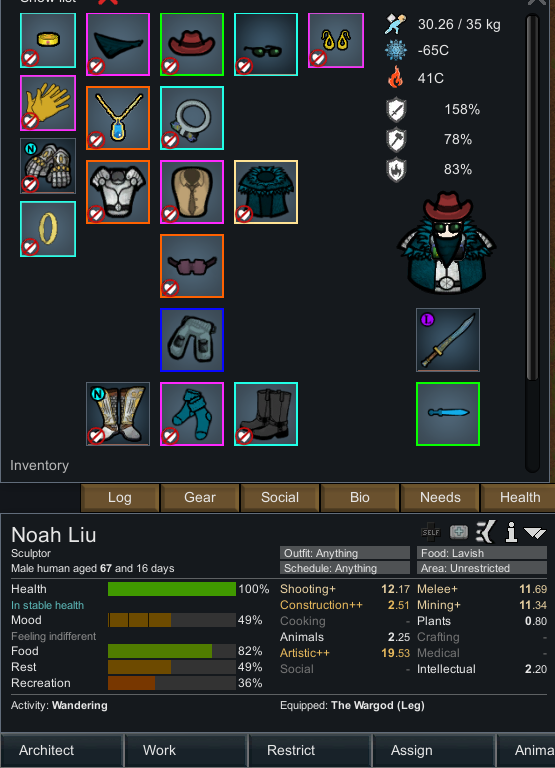 Show list
30.26 / 35 kg
-65C
41C
158%
78%
83%
N
L
N
Inventory
Log Gear Social Bio Needs Health
Noah Liu
SELF
Sculptor
Male human aged 67 and 16 days
Outfit: Anything Food: Lavish
Schedule: Anything Area: Unrestricted
Health 100%
In stable health
Mood 49%
Feeling indifferent
Food 82%
Rest 49%
Recreation 36%
Shooting+ 12.17 Melee+ 11.69
Construction++ 2.51 Mining+ 11.34
Cooking - Plants 0.80
Animals 2.25 Crafting -
Artistic++ 19.53 Medical -
Social - Intellectual 2.20
Activity: Wandering Equipped: The Wargod (Leg)
Architect Work Restrict Assign Anima